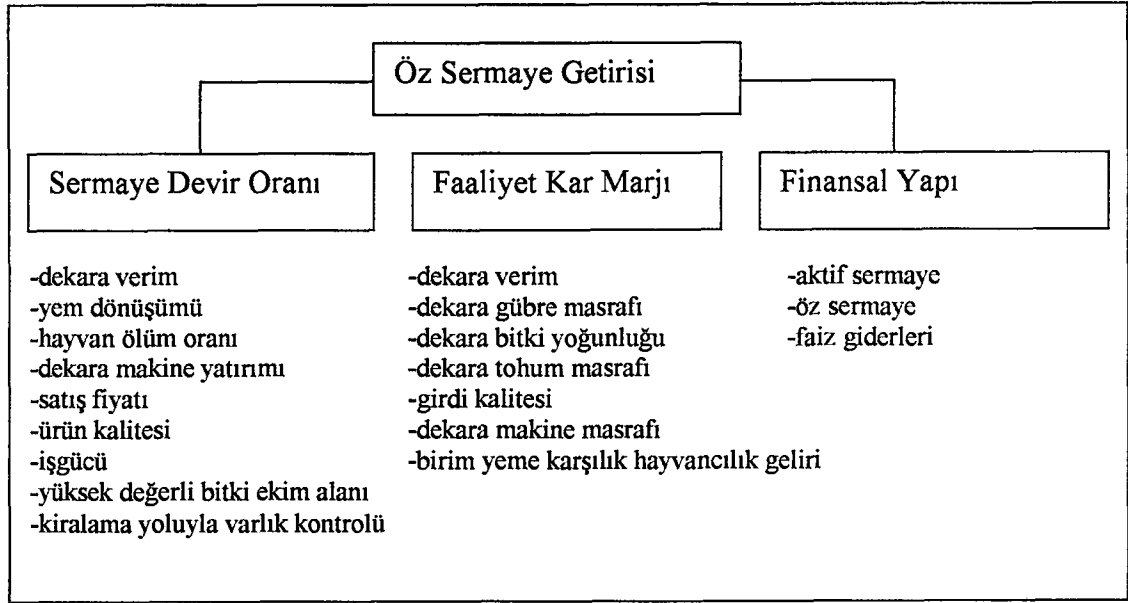 Öz Sermaye Getirisi
Sermaye Devir Oranı
-dekara verim
-yem dönüşümü
-hayvan ölüm oranı
-dekara makine yatırımı
-satış fiyatı
-ürün kalitesi
-işgücü
-yüksek değerli bitki ekim alanı
-kiralama yoluyla varlık kontrolü
Faaliyet Kar Marjı
-dekara verim
-dekara gübre masrafı
-dekara bitki yoğunluğu
-dekara tohum masrafı
-girdi kalitesi
-dekara makine masrafı
-birim yeme karşılık hayvancılık geliri
Finansal Yapı
-aktif sermaye
-öz sermaye
-faiz giderleri